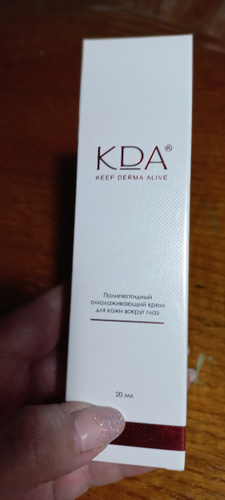 KDA®
KEEP DERMA ALIVE
Полипептидный
омолаживающий крем
для кожи вокруг глаз
20 мл